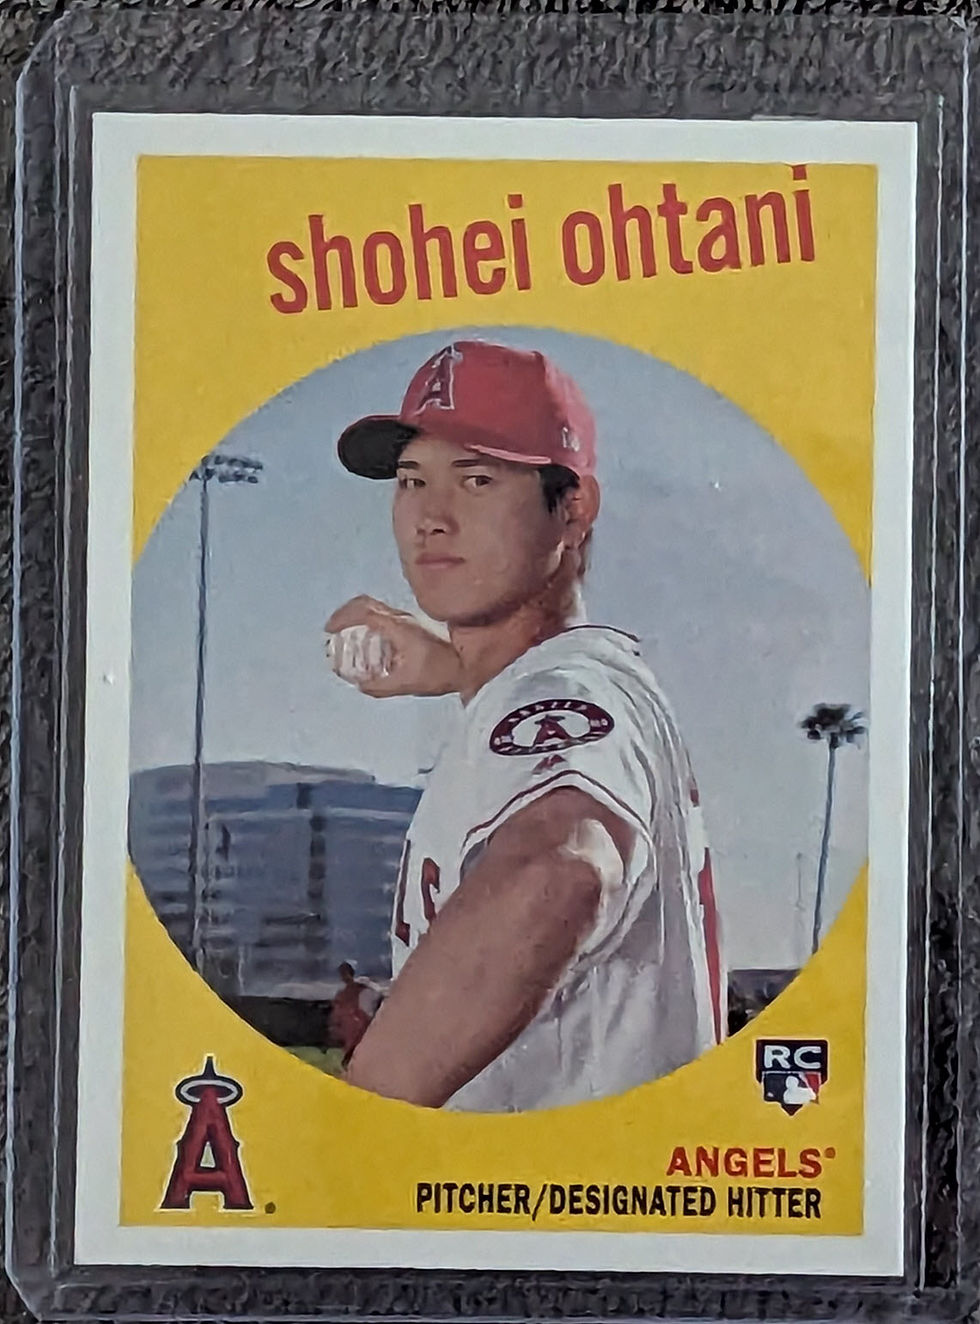 shohei ohtani
A
A
RC
A
ANGELS
PITCHER/DESIGNATED HITTER